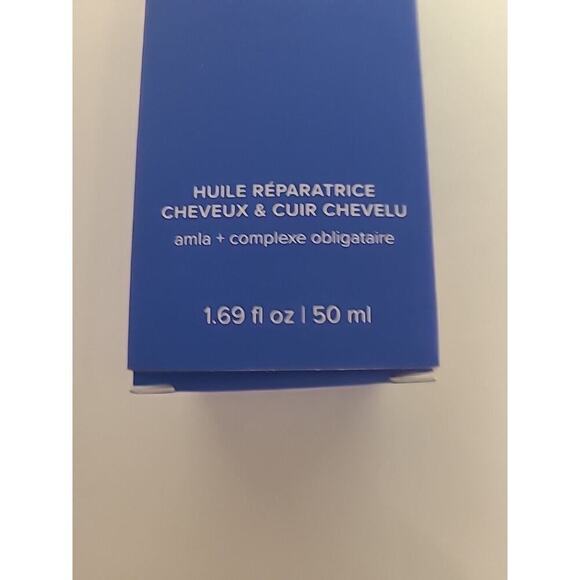 HUILE RÉPARATRICE
CHEVEUX & CUIR CHEVELU
amla + complexe obligataire
1.69 fl oz | 50 ml